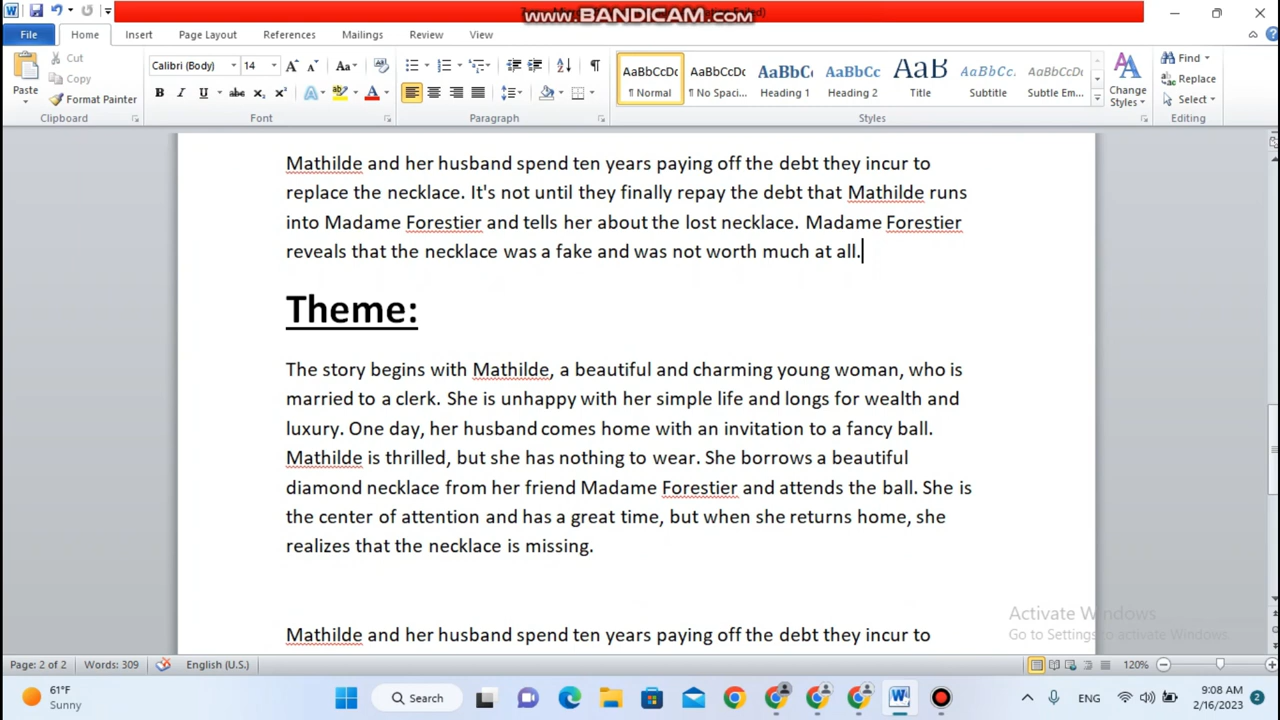 www.BANDICAM.com
File Home Insert Page Layout References Mailings Review View
Cut
Copy
Format Painter
Paste
Calibri (Body) 14
AaBbCcDc AaBbCcDc AaBbC AaBbCc AaB AaBbCc. AaBbCcDc
¶ Normal ¶ No Spaci... Heading 1 Heading 2 Title Subtitle Subtle Em...
Change Styles
Find
Replace
Select
Clipboard Font Paragraph Styles Editing
Mathilde and her husband spend ten years paying off the debt they incur to
replace the necklace. It's not until they finally repay the debt that Mathilde runs
into Madame Forestier and tells her about the lost necklace. Madame Forestier
reveals that the necklace was a fake and was not worth much at all.
Theme:
The story begins with Mathilde, a beautiful and charming young woman, who is
married to a clerk. She is unhappy with her simple life and longs for wealth and
luxury. One day, her husband comes home with an invitation to a fancy ball.
Mathilde is thrilled, but she has nothing to wear. She borrows a beautiful
diamond necklace from her friend Madame Forestier and attends the ball. She is
the center of attention and has a great time, but when she returns home, she
realizes that the necklace is missing.
Mathilde and her husband spend ten years paying off the debt they incur to
Activate Windows
Go to Settings to activate Windows.
Page: 2 of 2 Words: 309 English (U.S.) 120%
61°F
Sunny
Search
ENG
9:08 AM
2/16/2023
2